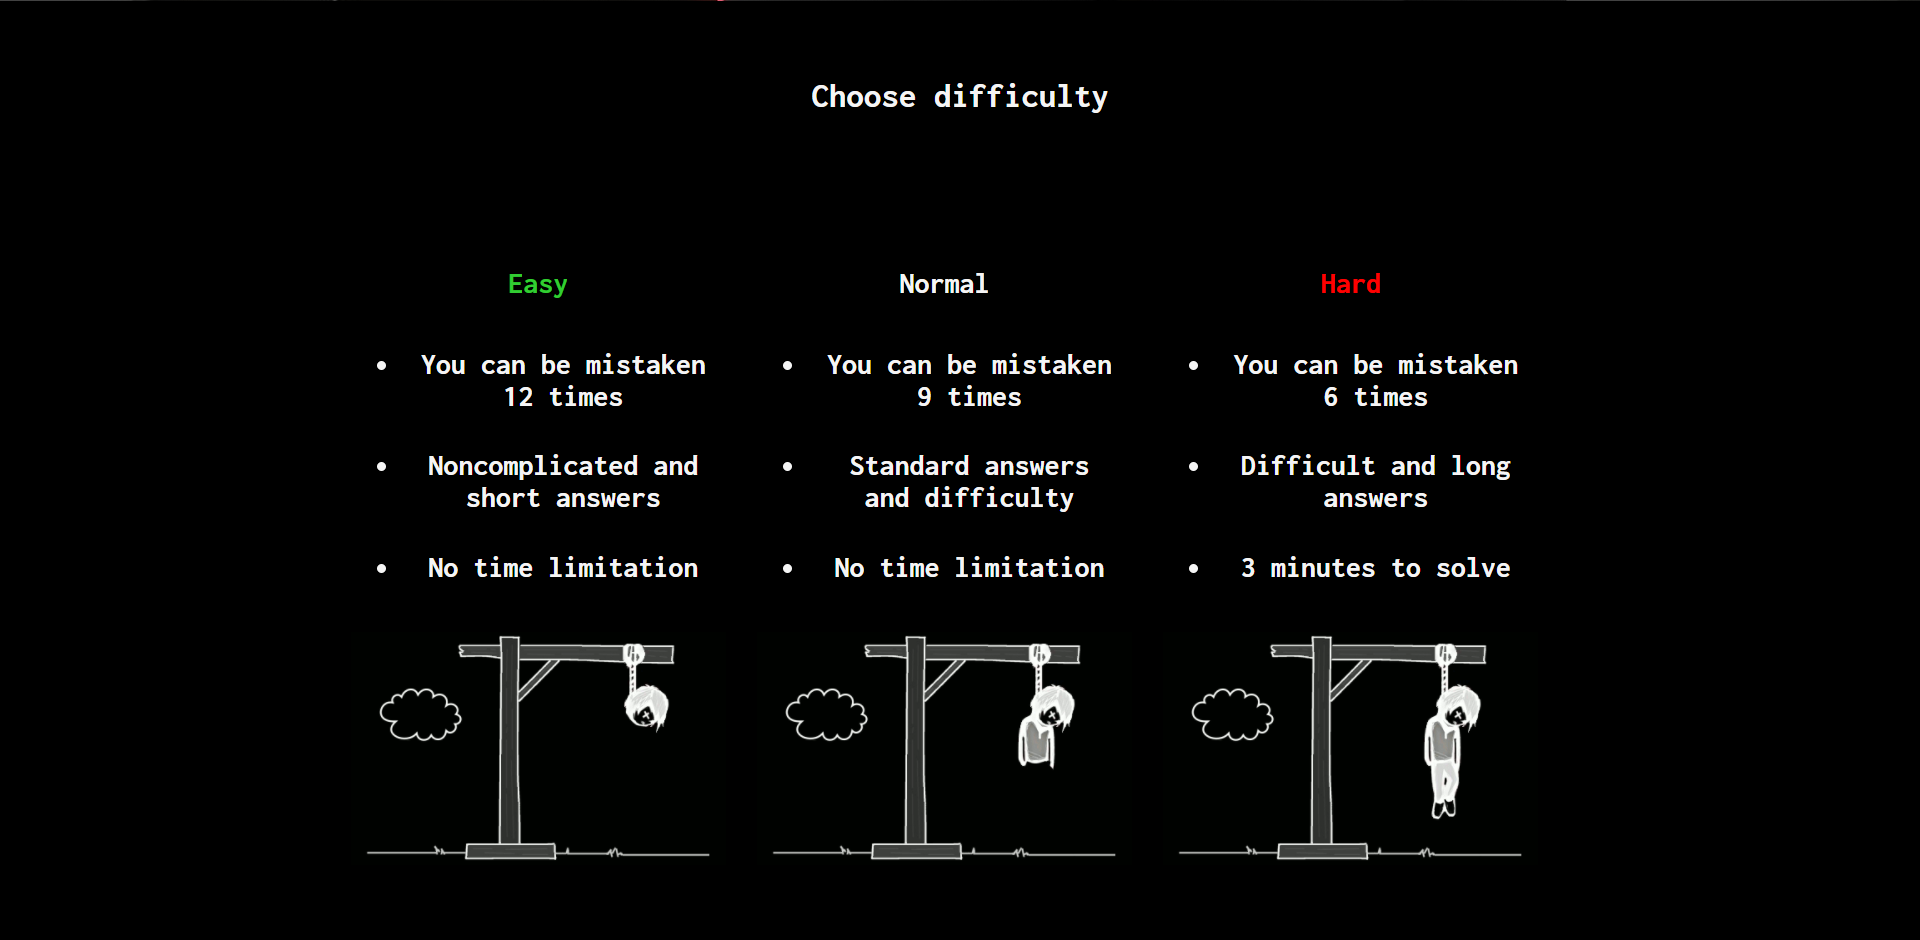 Choose difficulty
Easy
• You can be mistaken
12 times
• Noncomplicated and
short answers
• No time limitation
Normal
• You can be mistaken
9 times
• Standard answers
and difficulty
• No time limitation
Hard
• You can be mistaken
6 times
• Difficult and long
answers
• 3 minutes to solve